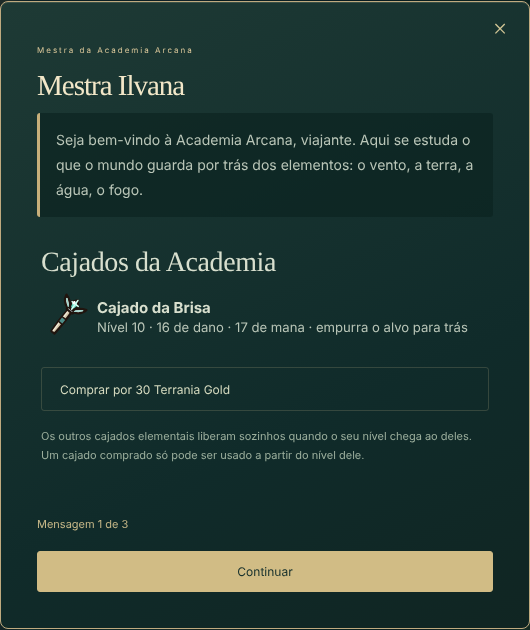 Mestra da Academia Arcana
Mestra Ilvana
Seja bem-vindo à Academia Arcana, viajante. Aqui se estuda o
que o mundo guarda por trás dos elementos: o vento, a terra, a
água, o fogo.
Cajados da Academia
Cajado da Brisa
Nível 10 · 16 de dano · 17 de mana · empurra o alvo para trás
Comprar por 30 Terrania Gold
Os outros cajados elementais liberam sozinhos quando o seu nível chega ao deles.
Um cajado comprado só pode ser usado a partir do nível dele.
Mensagem 1 de 3
Continuar